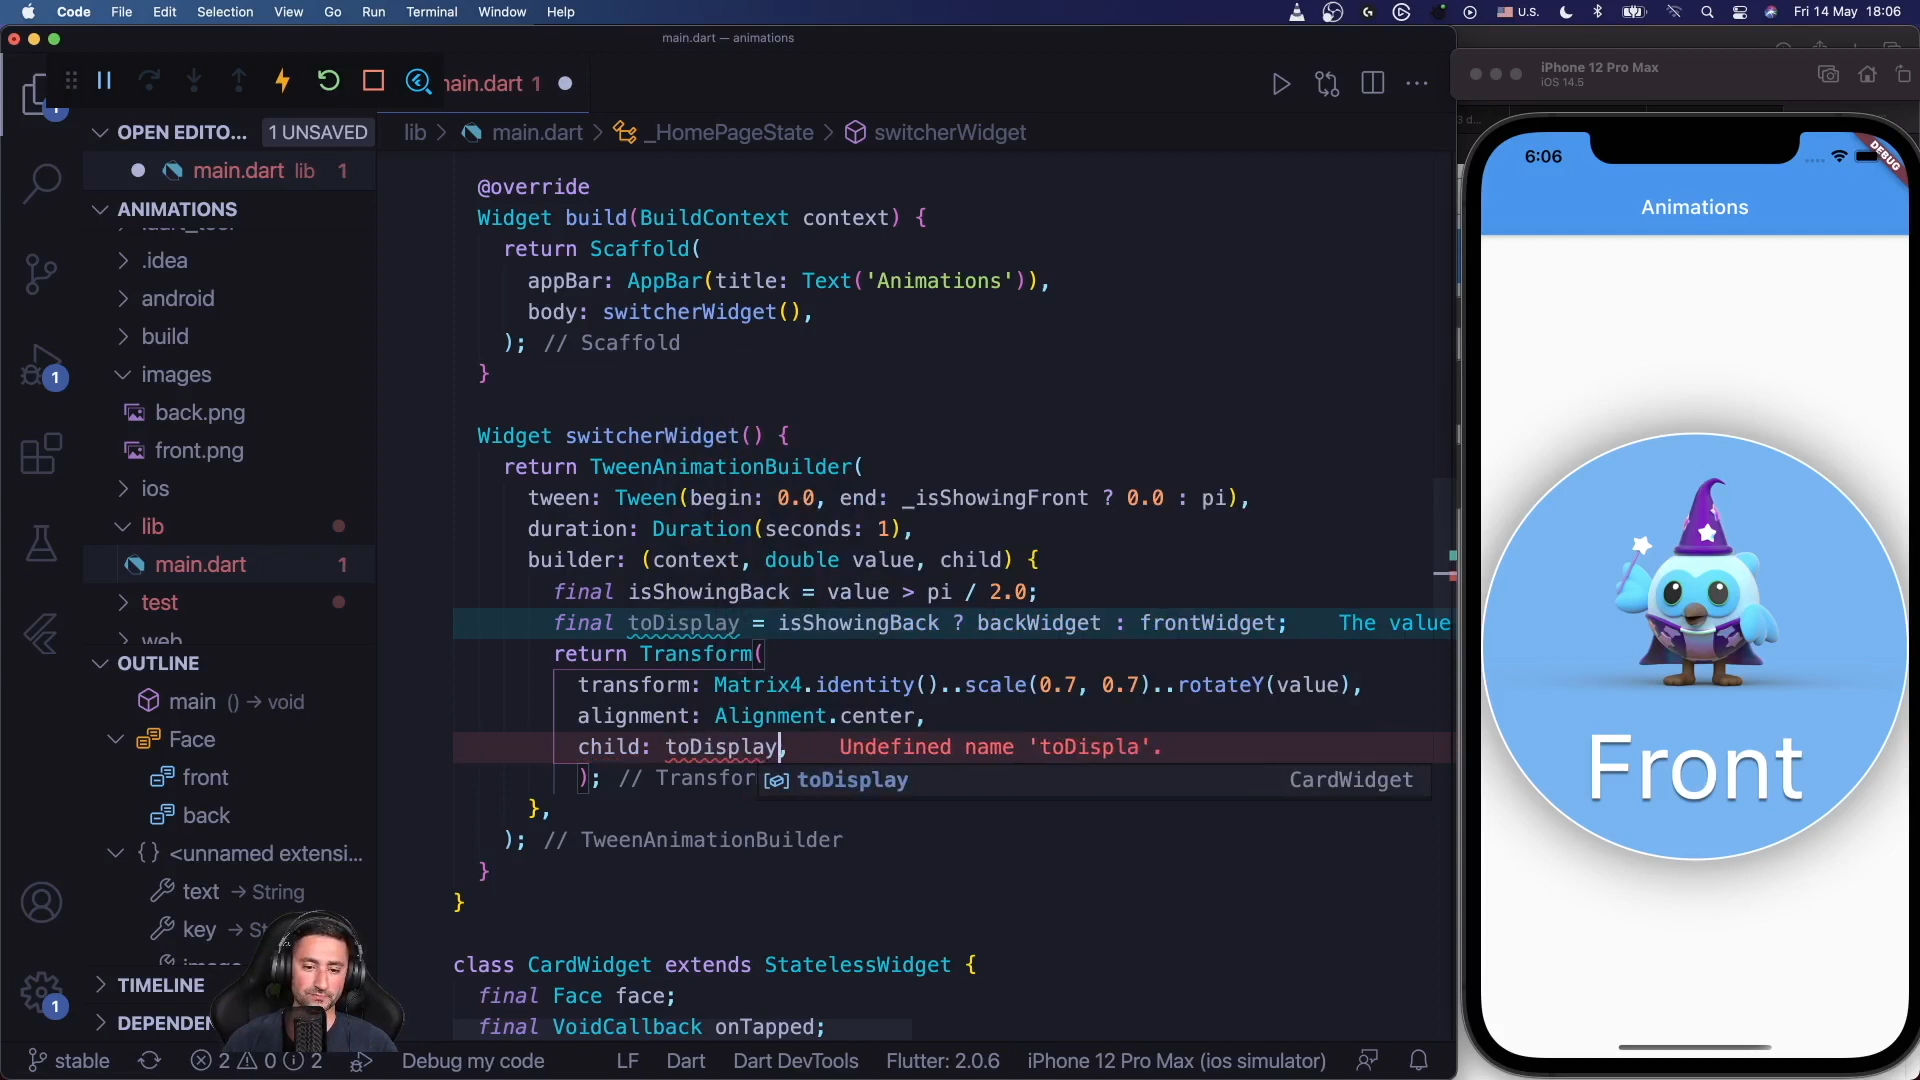 Code File Edit Selection View Go Run Terminal Window Help
U.S. Fri 14 May 18:06
main.dart — animations
iPhone 12 Pro Max
iOS 14.5
main.dart 1
OPEN EDITO... 1 UNSAVED
main.dart lib 1
ANIMATIONS
.idea
android
build
images
back.png
front.png
ios
lib
main.dart 1
test
web
OUTLINE
main () → void
Face
front
back
{} <unnamed extensi...
text → String
key → St
TIMELINE
DEPENDEN
1
1
1
lib > main.dart > _HomePageState > switcherWidget
@override
Widget build(BuildContext context) {
return Scaffold(
appBar: AppBar(title: Text('Animations')),
body: switcherWidget(),
); // Scaffold
}
Widget switcherWidget() {
return TweenAnimationBuilder(
tween: Tween(begin: 0.0, end: _isShowingFront ? 0.0 : pi),
duration: Duration(seconds: 1),
builder: (context, double value, child) {
final isShowingBack = value > pi / 2.0;
final toDisplay = isShowingBack ? backWidget : frontWidget; The value
return Transform(
transform: Matrix4.identity()..scale(0.7, 0.7)..rotateY(value),
alignment: Alignment.center,
child: toDisplay, Undefined name 'toDispla'.
); // Transfor
toDisplay CardWidget
},
); // TweenAnimationBuilder
}
}
class CardWidget extends StatelessWidget {
final Face face;
final VoidCallback onTapped;
stable 2 0 2 Debug my code LF Dart Dart DevTools Flutter: 2.0.6 iPhone 12 Pro Max (ios simulator)
6:06
DEBUG
Animations
Front